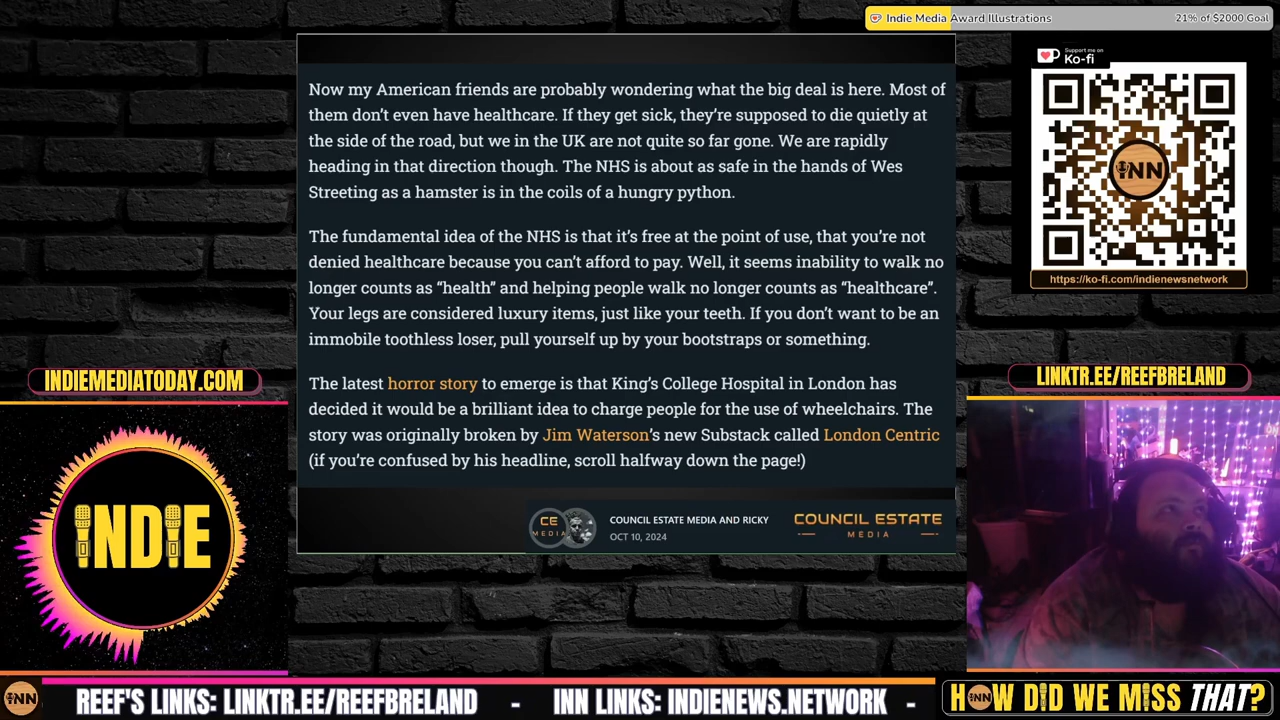 Indie Media Award Illustrations
21% of $2000 Goal
Support me on
Ko-fi
INN
https://ko-fi.com/indienewsnetwork
Now my American friends are probably wondering what the big deal is here. Most of
them don’t even have healthcare. If they get sick, they’re supposed to die quietly at
the side of the road, but we in the UK are not quite so far gone. We are rapidly
heading in that direction though. The NHS is about as safe in the hands of Wes
Streeting as a hamster is in the coils of a hungry python.
The fundamental idea of the NHS is that it’s free at the point of use, that you’re not
denied healthcare because you can’t afford to pay. Well, it seems inability to walk no
longer counts as “health” and helping people walk no longer counts as “healthcare”.
Your legs are considered luxury items, just like your teeth. If you don’t want to be an
immobile toothless loser, pull yourself up by your bootstraps or something.
The latest horror story to emerge is that King’s College Hospital in London has
decided it would be a brilliant idea to charge people for the use of wheelchairs. The
story was originally broken by Jim Waterson’s new Substack called London Centric
(if you’re confused by his headline, scroll halfway down the page!)
CE
MEDIA
COUNCIL ESTATE MEDIA AND RICKY
OCT 10, 2024
COUNCIL ESTATE
MEDIA
INDIEMEDIATODAY.COM
INDIE
LINKTR.EE/REEFBRELAND
INN
REEF'S LINKS: LINKTR.EE/REEFBRELAND - INN LINKS: INDIENEWS.NETWORK -
HOW DID WE MISS THAT?
INN